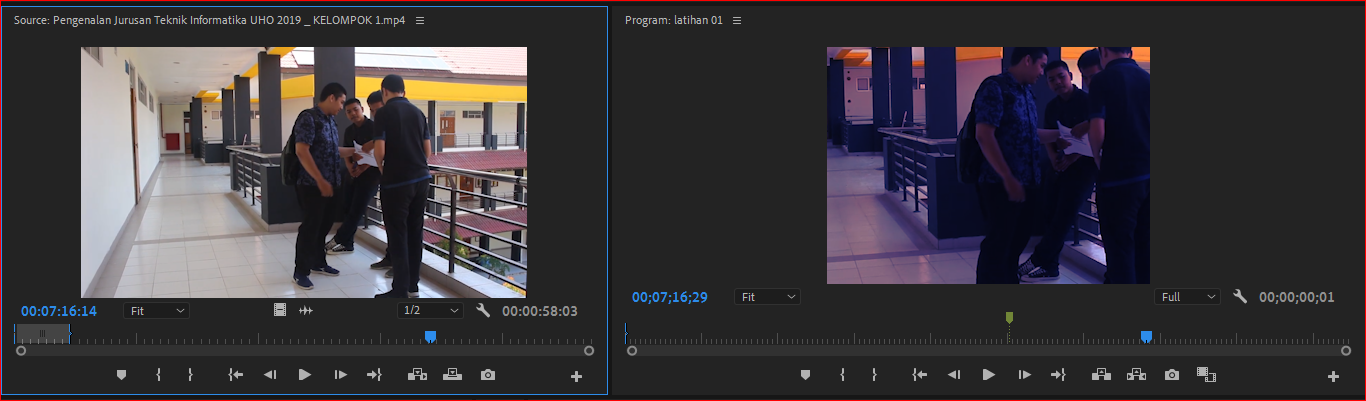 Source: Pengenalan Jurusan Teknik Informatika UHO 2019 _ KELOMPOK 1.mp4
Program: latihan 01
00:07:16:14
Fit
1/2
00:00:58:03
00;07;16;29
Fit
Full
00;00;00;01